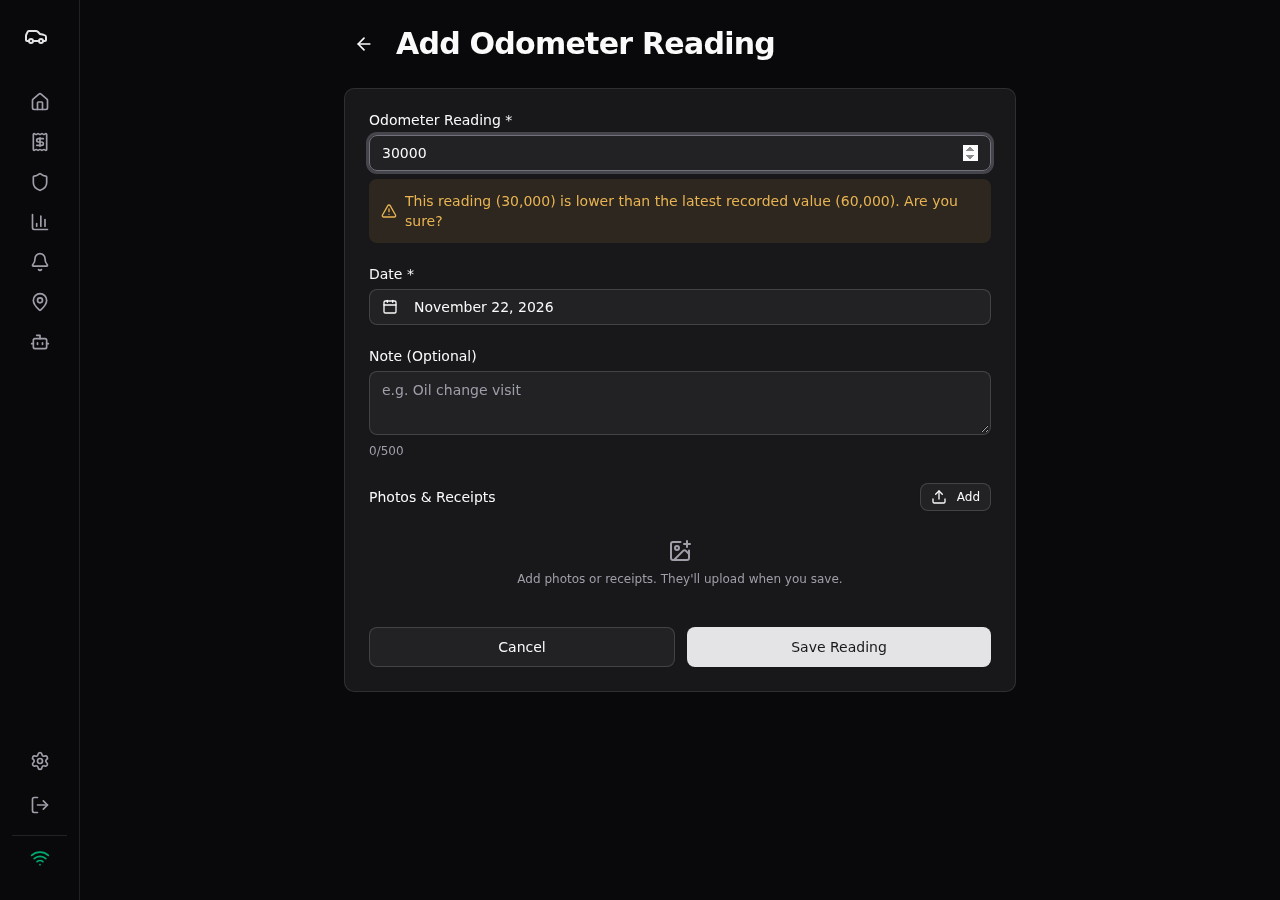 Add Odometer Reading
Odometer Reading *
30000
This reading (30,000) is lower than the latest recorded value (60,000). Are you
sure?
Date *
November 22, 2026
Note (Optional)
e.g. Oil change visit
0/500
Photos & Receipts
Add
Add photos or receipts. They'll upload when you save.
Cancel
Save Reading